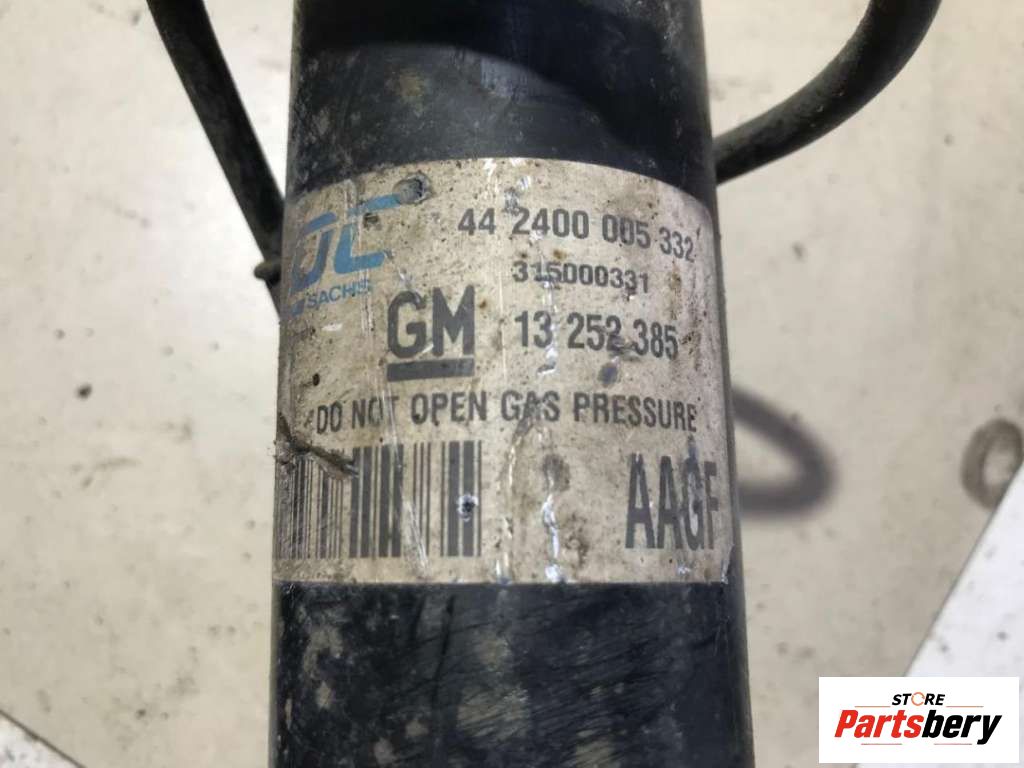 44 2400 005 332
315000331
SACHS
GM 13 252 385
DO NOT OPEN GAS PRESSURE
AAGF
STORE
Partsbery